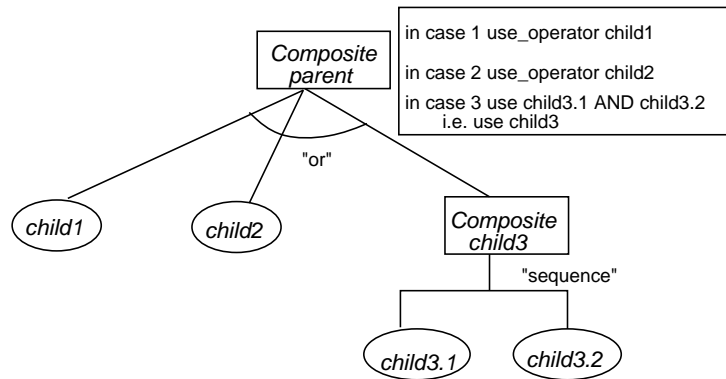 Composite
parent
in case 1 use_operator child1
in case 2 use_operator child2
in case 3 use child3.1 AND child3.2
i.e. use child3
"or"
child1
child2
Composite
child3
"sequence"
child3.1
child3.2